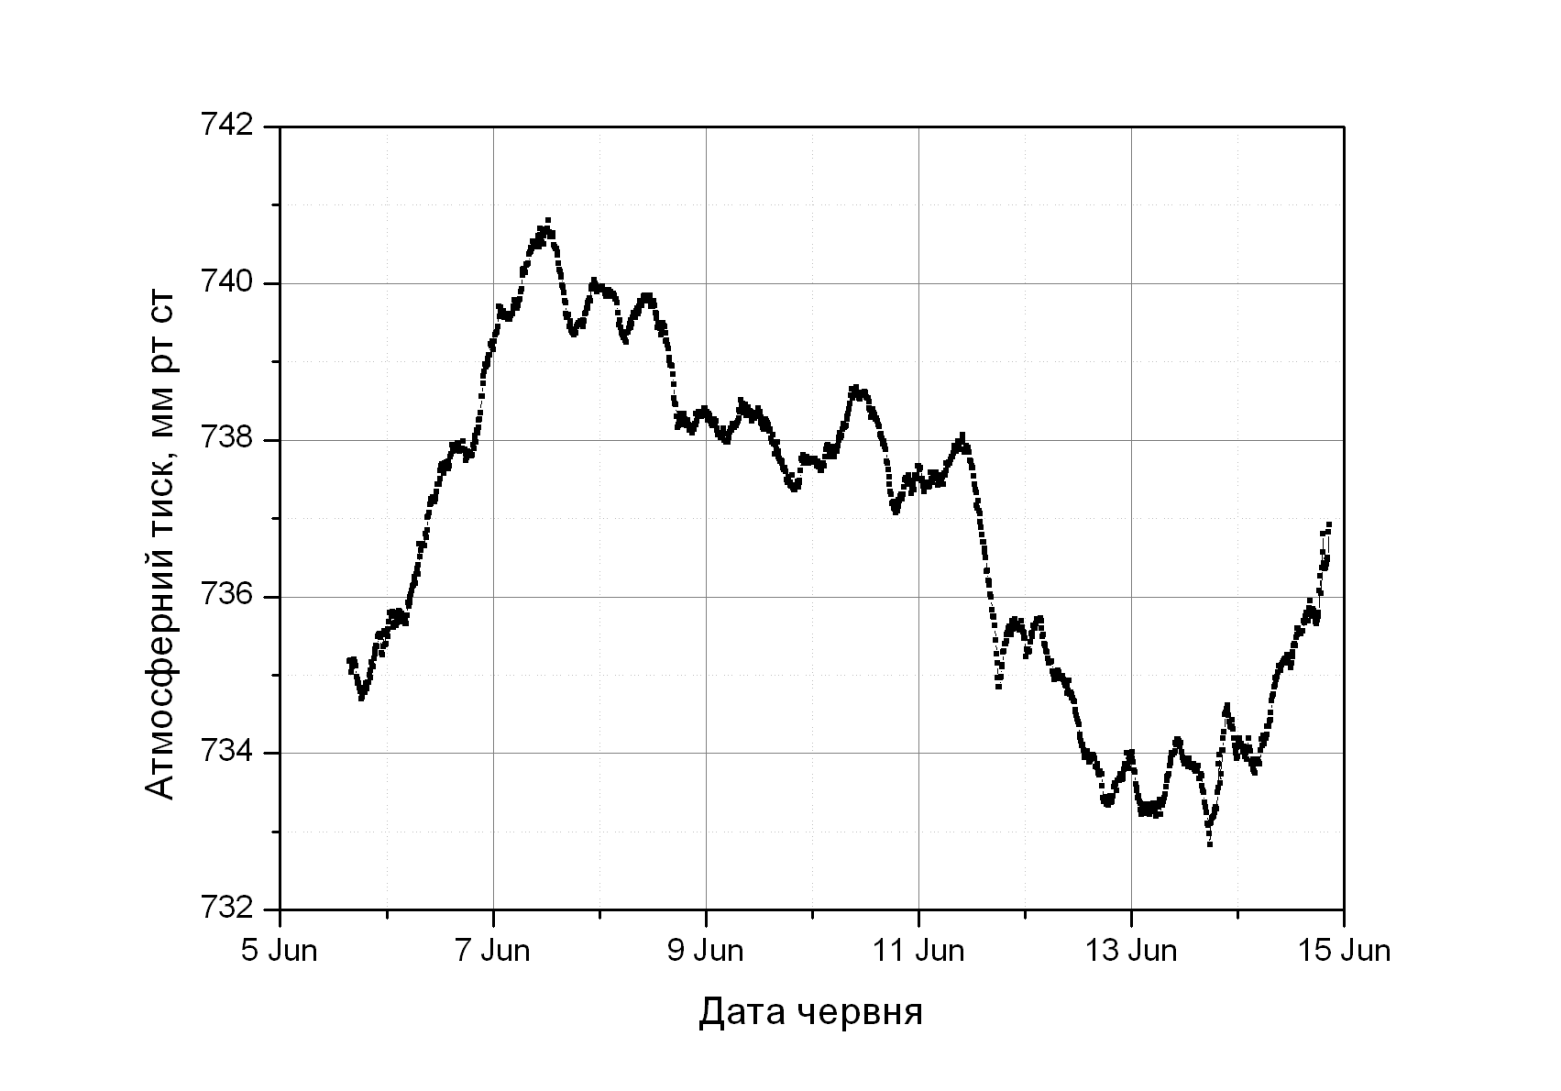 742
740
738
736
734
732
5 Jun
7 Jun
9 Jun
11 Jun
13 Jun
15 Jun
Атмосферний тиск, мм рт ст
Дата червня